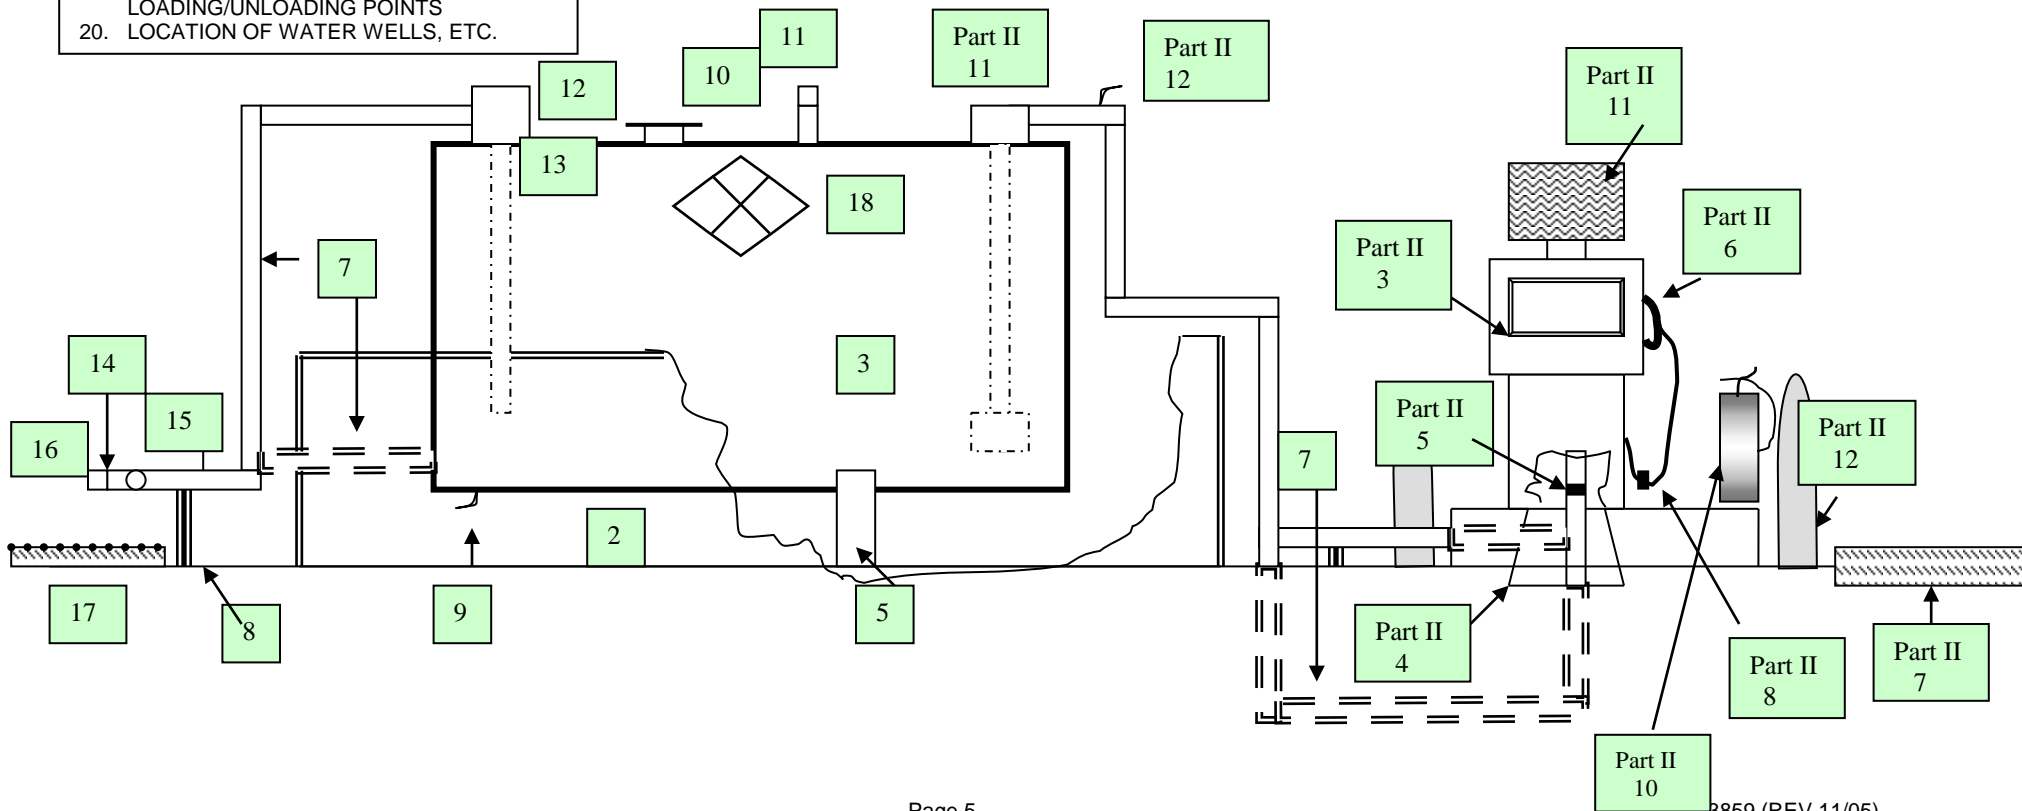 LOADING/UNLOADING POINTS
20. LOCATION OF WATER WELLS, ETC.
11
Part II
11
Part II
12
12
10
Part II
11
13
18
Part II
6
Part II
3
7
14
3
15
16
Part II
5
Part II
12
7
2
17
8
9
5
Part II
4
Part II
8
Part II
7
Part II
10
Page 5
3859 (REV 11/05)